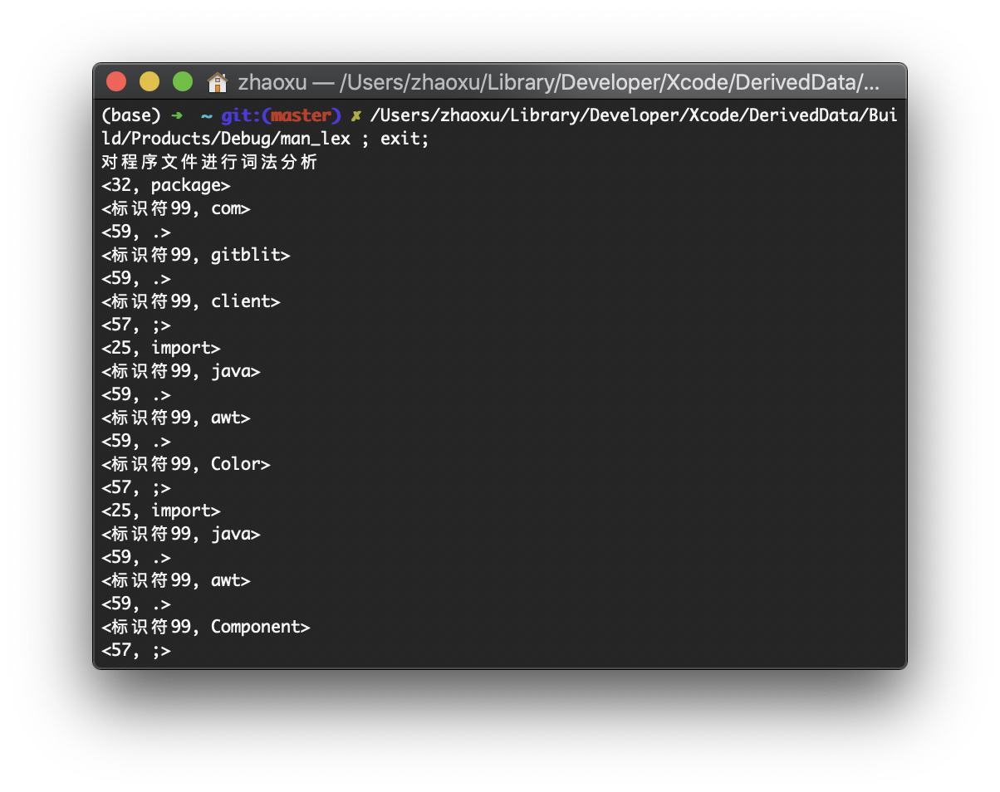 zhaoxu — /Users/zhaoxu/Library/Developer/Xcode/DerivedData/...
(base) ➜  ~ git:(master) ✗ /Users/zhaoxu/Library/Developer/Xcode/DerivedData/Bui
ld/Products/Debug/man_lex ; exit;
对程序文件进行词法分析
<32, package>
<标识符99, com>
<59, .>
<标识符99, gitblit>
<59, .>
<标识符99, client>
<57, ;>
<25, import>
<标识符99, java>
<59, .>
<标识符99, awt>
<59, .>
<标识符99, Color>
<57, ;>
<25, import>
<标识符99, java>
<59, .>
<标识符99, awt>
<59, .>
<标识符99, Component>
<57, ;>